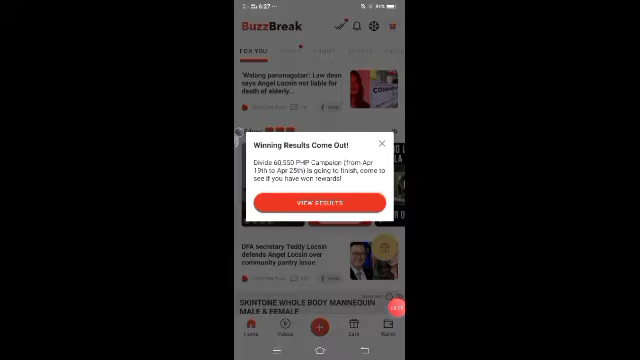 6:27
BuzzBreak
FOR YOU
'Walang pananagutan': Law dean
says Angel Locsin not liable for
death of elderly...
Winning Results Come Out!
Divide 60,550 PHP Campaign (from Apr
19th to Apr 25th) is going to finish, come to
see if you have won rewards!
VIEW RESULTS
DFA secretary Teddy Locsin
defends Angel Locsin over
community pantry issue
SKINTONE WHOLE BODY MANNEQUIN
MALE & FEMALE
Home
Videos
Earn
Wallet